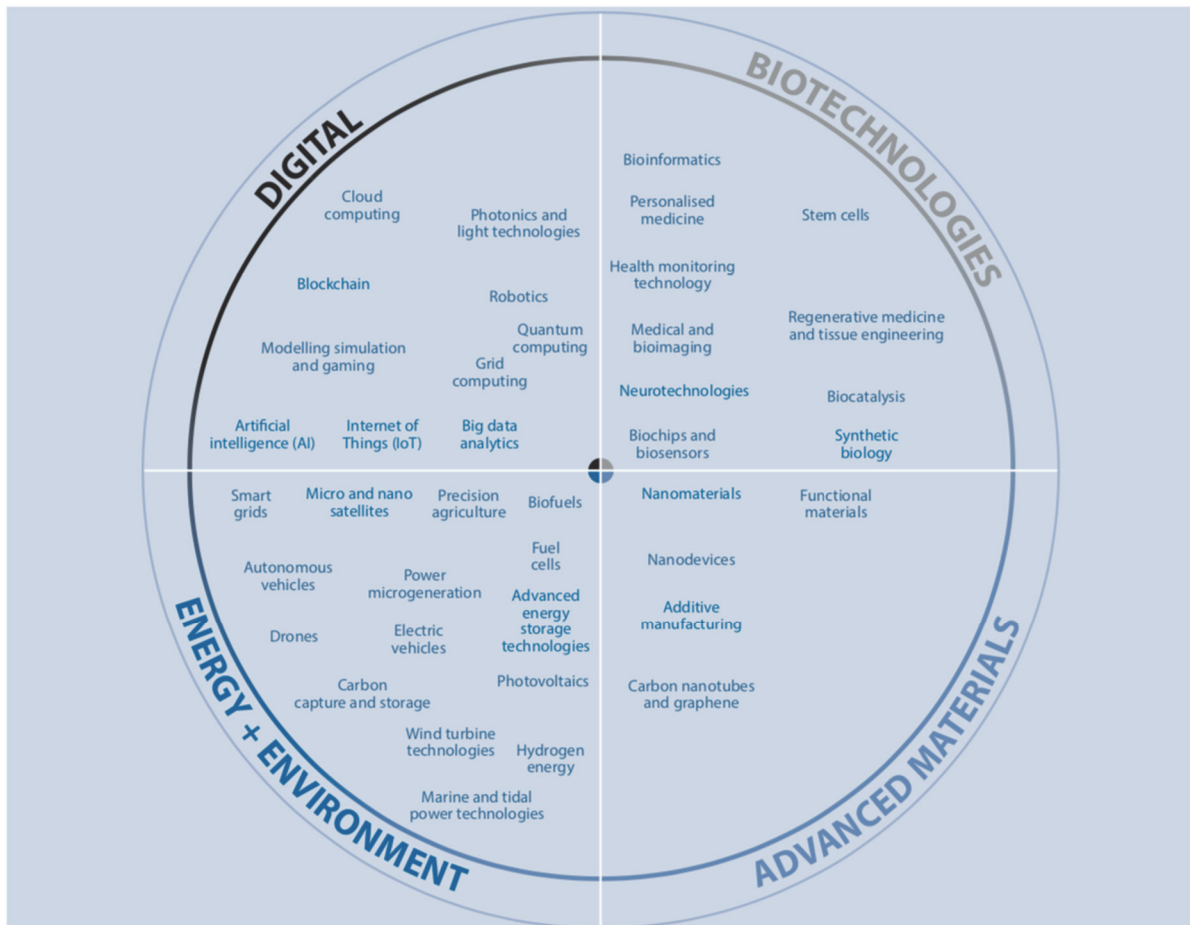 DIGITAL
Cloud
computing
Photonics and
light technologies
Blockchain
Robotics
Quantum
computing
Modelling simulation
and gaming
Grid
computing
Artificial
intelligence (AI)
Internet of
Things (IoT)
Big data
analytics
BIOTECHNOLOGIES
Bioinformatics
Personalised
medicine
Stem cells
Health monitoring
technology
Regenerative medicine
and tissue engineering
Medical and
bioimaging
Neurotechnologies
Biocatalysis
Biochips and
biosensors
Synthetic
biology
ENERGY + ENVIRONMENT
Smart
grids
Micro and nano
satellites
Precision
agriculture
Biofuels
Fuel
cells
Autonomous
vehicles
Power
microgeneration
Advanced
energy
storage
technologies
Drones
Electric
vehicles
Photovoltaics
Carbon
capture and storage
Wind turbine
technologies
Hydrogen
energy
Marine and tidal
power technologies
ADVANCED MATERIALS
Nanomaterials
Functional
materials
Nanodevices
Additive
manufacturing
Carbon nanotubes
and graphene